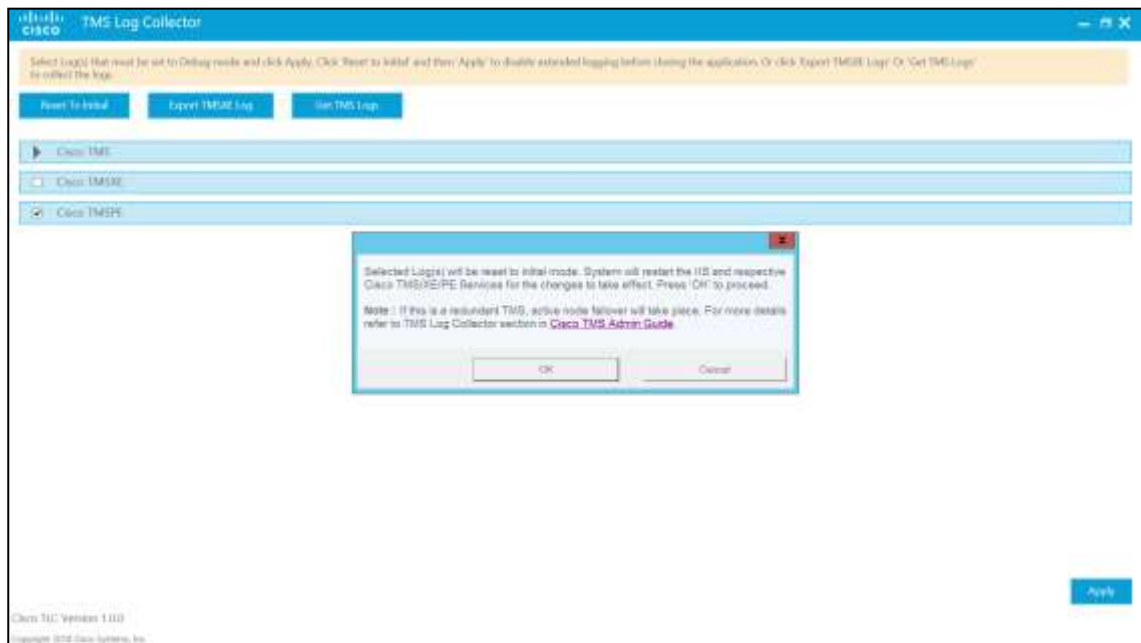 cisco TMS Log Collector
Select Log(s) that must be set to Debug mode and click Apply. Click 'Reset to Initial' and then 'Apply' to disable extended logging before closing the application. Or click 'Export TMSXE Logs' Or 'Get TMS Logs'
to collect the logs.
Reset To Initial Export TMSXE Log Get TMS Logs
Cisco TMS
Cisco TMSXE
Cisco TMSPE
Selected Log(s) will be reset to initial mode. System will restart the IIS and respective
Cisco TMS/XE/PE Services for the changes to take effect. Press 'OK' to proceed.
Note : If this is a redundant TMS, active node failover will take place. For more details
refer to TMS Log Collector section in Cisco TMS Admin Guide.
OK Cancel
Apply
Cisco TLC Version 1.0.0
Copyright 2018 Cisco Systems, Inc.